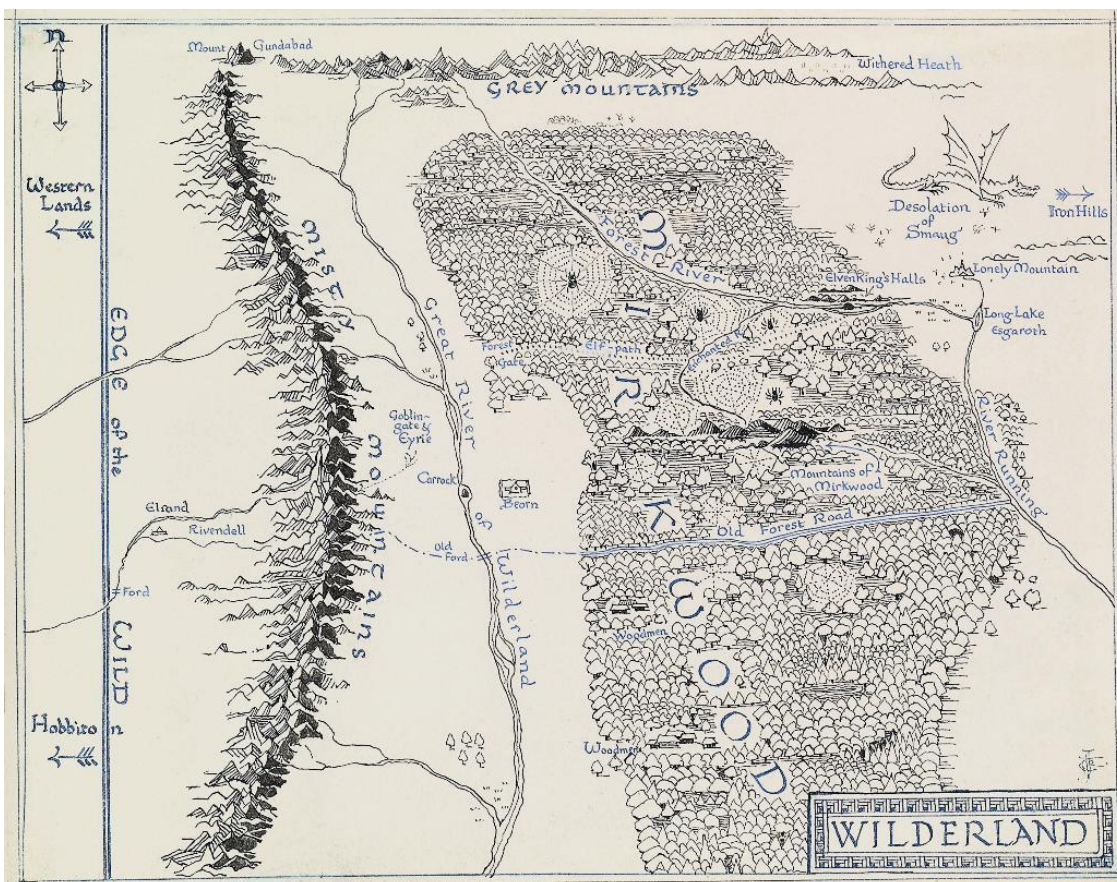 n
Mount Gundabad
Withered Heath
GREY MOUNTAINS
Western
Lands
Desolation
of
Smaug
Iron Hills
MISTY
MOUNTAINS
Great River of Wilderland
Forest River
Elvenking's Halls
Lonely Mountain
Long-Lake
Esgaroth
EDGE of the WILD
Forest
Gate
Elf-path
Goblin-
gate &
Eyrie
Carrock
Beorn
Mountains of
Mirkwood
River Running
Elrand
Rivendell
Ford
Old
Ford
Old Forest Road
MIRKWOOD
Woodmen
Woodmen
Hobbiton
WILDERLAND